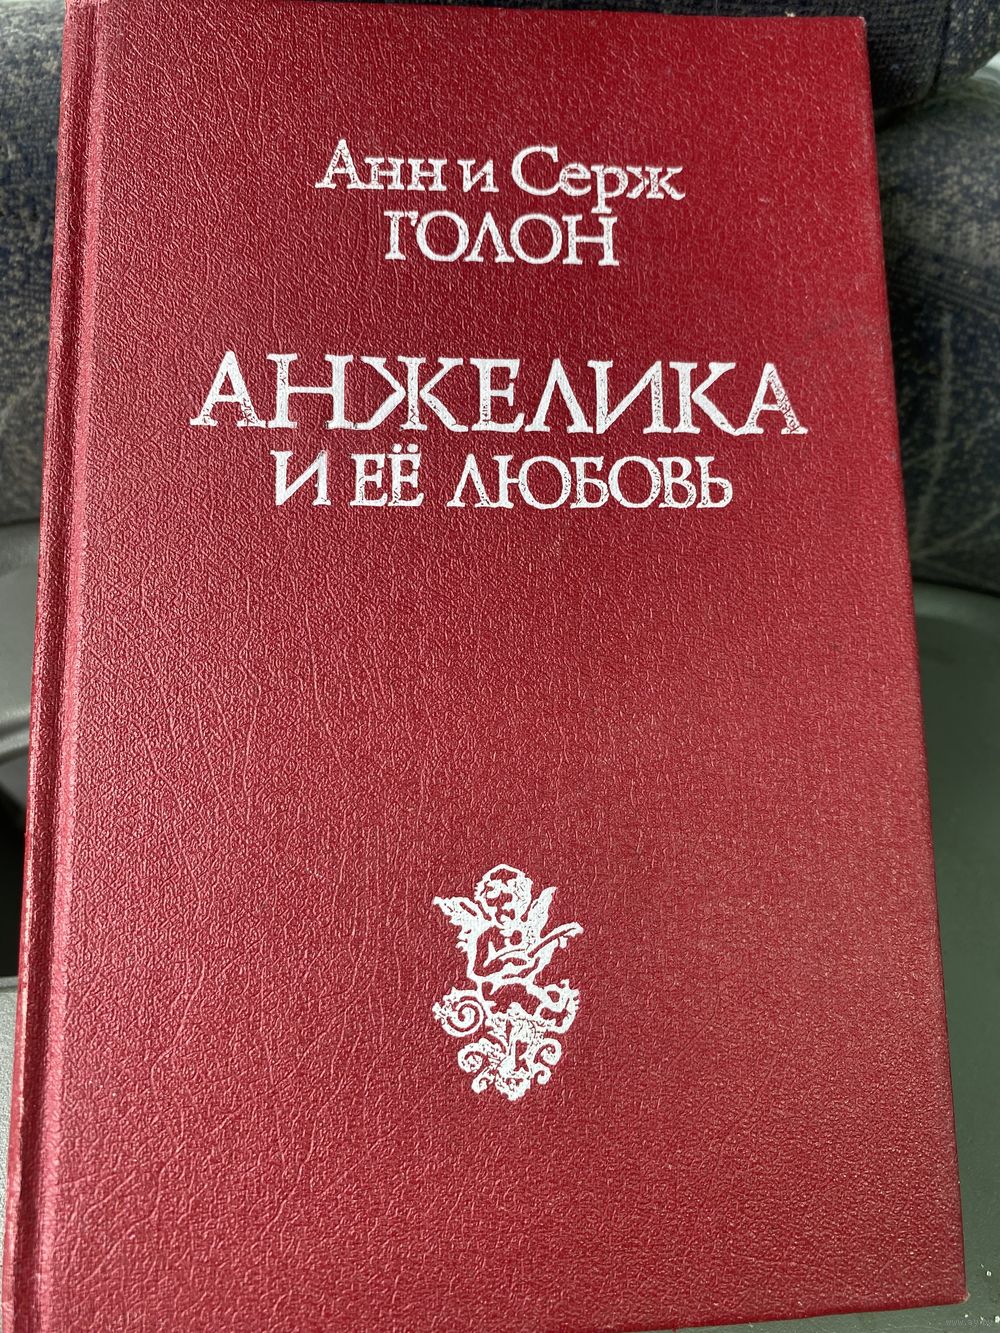 Анн и Серж
ГОЛОН
АНЖЕЛИКА
И ЕЁ ЛЮБОВЬ